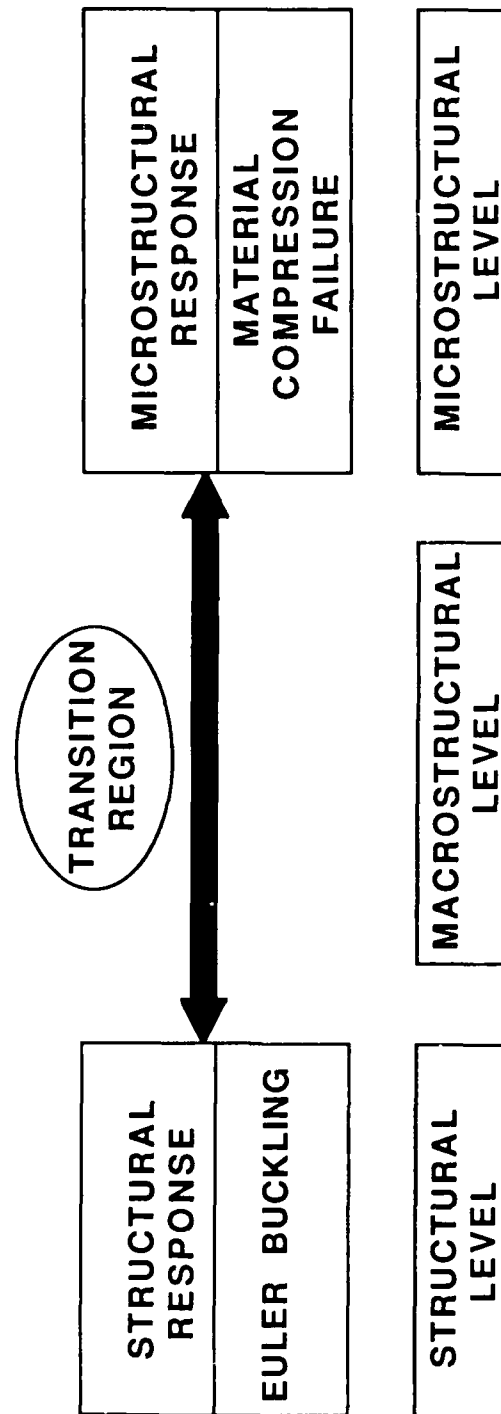 TRANSITION
REGION
STRUCTURAL
RESPONSE
EULER BUCKLING
MICROSTRUCTURAL
RESPONSE
MATERIAL
COMPRESSION
FAILURE
STRUCTURAL
LEVEL
MACROSTRUCTURAL
LEVEL
MICROSTRUCTURAL
LEVEL